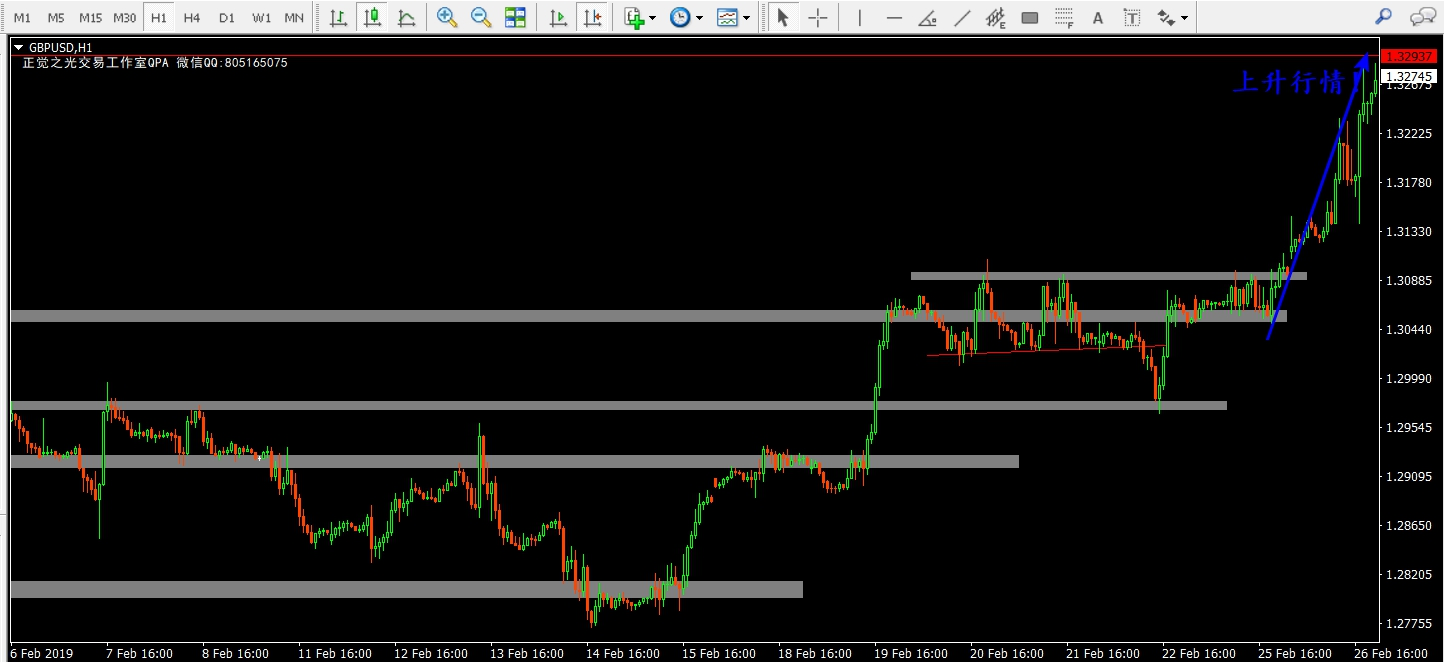 M1 M5 M15 M30 H1 H4 D1 W1 MN
E F A T
GBPUSD,H1
正觉之光交易工作室QPA 微信QQ:805165075
上升行情
1.32937
1.32745
1.32675
1.32225
1.31780
1.31330
1.30885
1.30440
1.29990
1.29545
1.29095
1.28650
1.28205
1.27755
6 Feb 2019 7 Feb 16:00 8 Feb 16:00 11 Feb 16:00 12 Feb 16:00 13 Feb 16:00 14 Feb 16:00 15 Feb 16:00 18 Feb 16:00 19 Feb 16:00 20 Feb 16:00 21 Feb 16:00 22 Feb 16:00 25 Feb 16:00 26 Feb 16:00